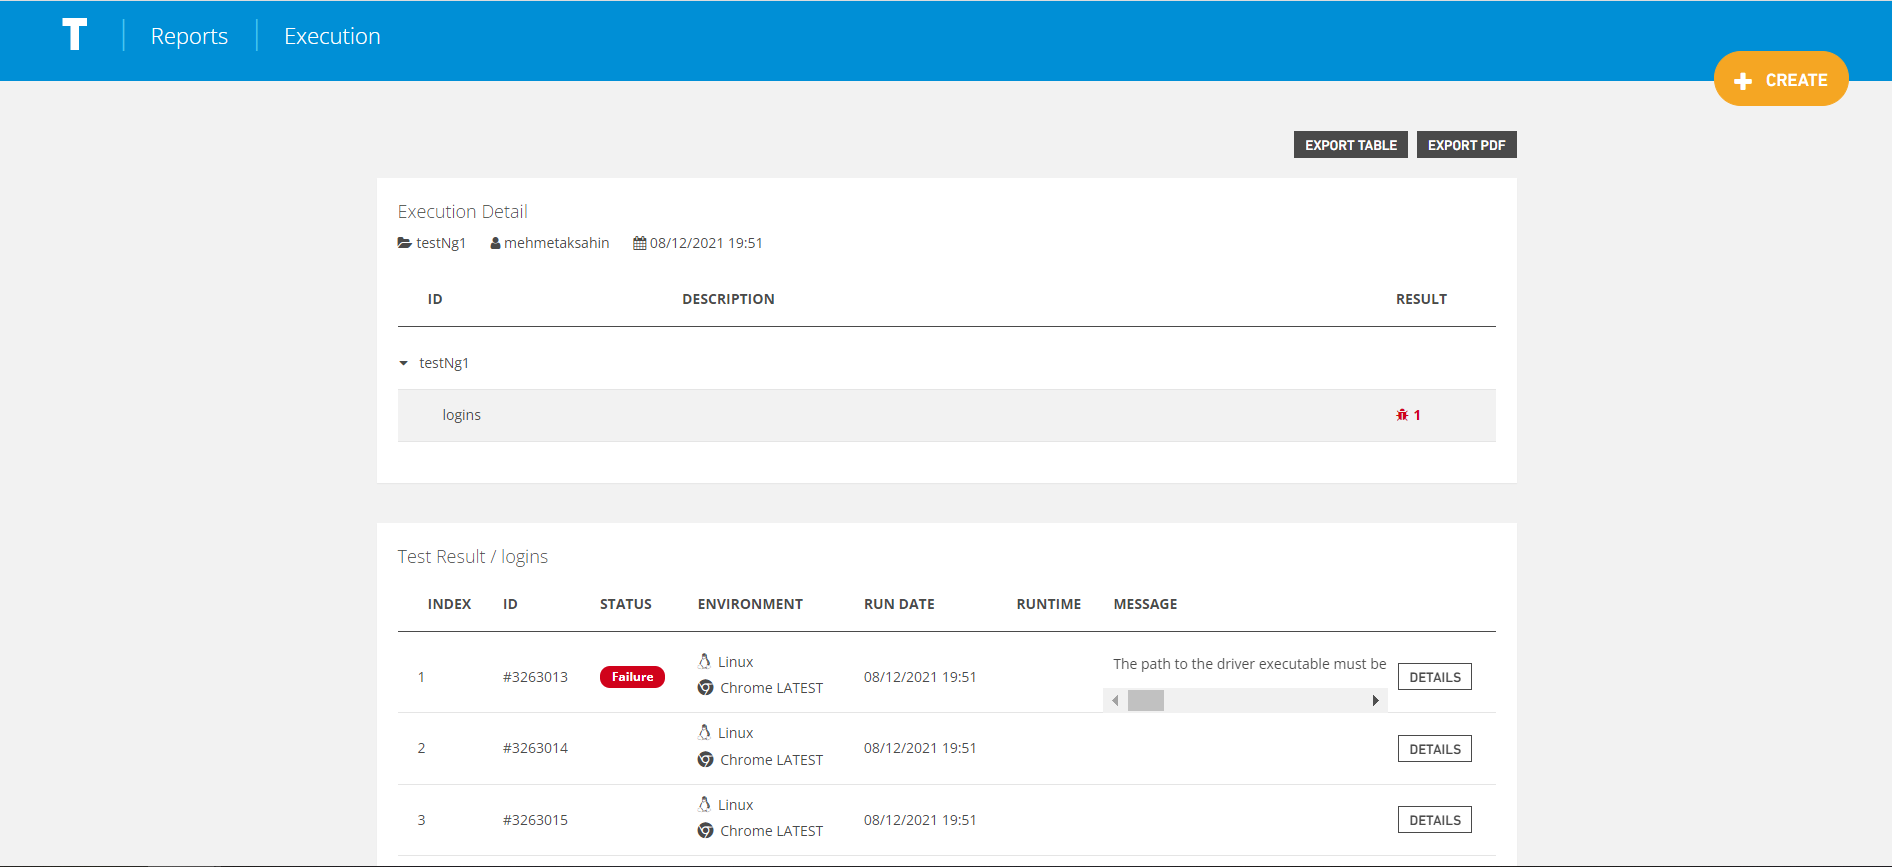 T Reports Execution
CREATE
EXPORT TABLE EXPORT PDF
Execution Detail
testNg1 mehmetaksahin 08/12/2021 19:51
ID DESCRIPTION RESULT
testNg1
logins 1
Test Result / logins
INDEX ID STATUS ENVIRONMENT RUN DATE RUNTIME MESSAGE
1 #3263013 Failure Linux Chrome LATEST 08/12/2021 19:51 The path to the driver executable must be DETAILS
2 #3263014 Linux Chrome LATEST 08/12/2021 19:51 DETAILS
3 #3263015 Linux Chrome LATEST 08/12/2021 19:51 DETAILS